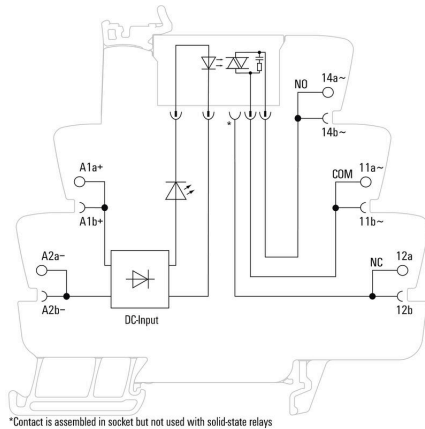 NO
14a~
*
14b~
A1a+
COM
11a~
A1b+
11b~
A2a~
NC
12a
A2b−
DC-Input
12b
*Contact is assembled in socket but not used with solid-state relays